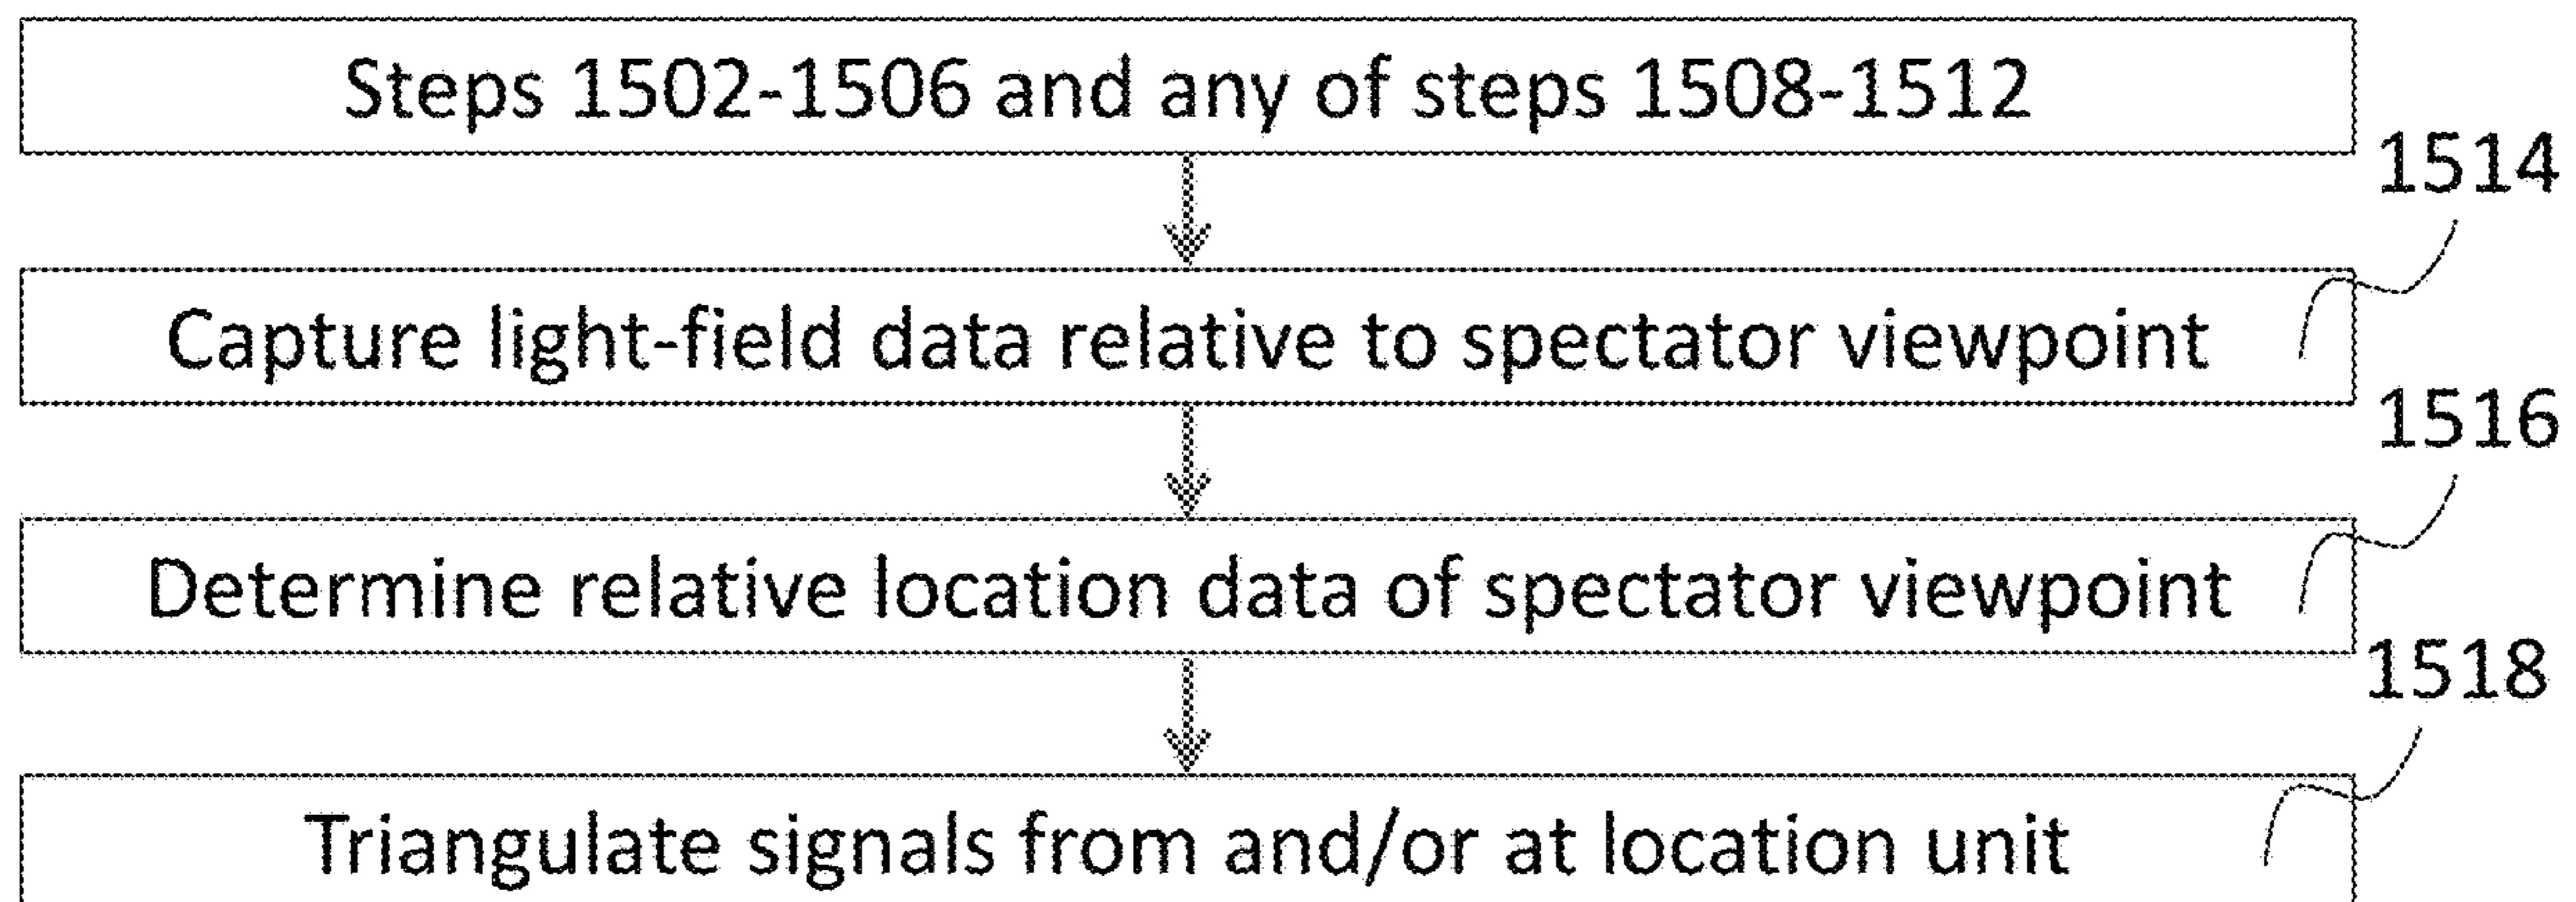 Steps 1502-1506 and any of steps 1508-1512
1514
Capture light-field data relative to spectator viewpoint
1516
Determine relative location data of spectator viewpoint
1518
Triangulate signals from and/or at location unit